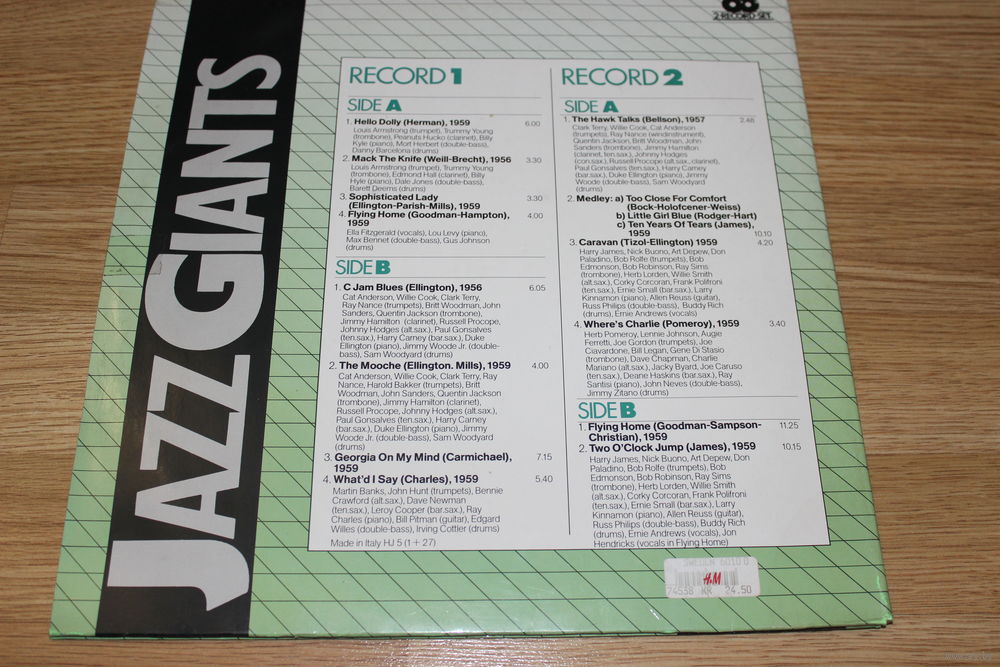 2-RECORD-SET
JAZZ GIANTS
RECORD 1
SIDE A
1. Hello Dolly (Herman), 1959 6.00
Louis Armstrong (trumpet), Trummy Young
(trombone), Peanuts Hucko (clarinet), Billy
Kyle (piano), Mort Herbert (double-bass),
Danny Barcelona (drums)
2. Mack The Knife (Weill-Brecht), 1956 3.30
Louis Armstrong (trumpet), Trummy Young
(trombone), Edmond Hall (clarinet), Billy
Hyle (piano), Dale Jones (double-bass),
Barett Deems (drums)
3. Sophisticated Lady 3.30
(Ellington-Parish-Mills), 1959
4. Flying Home (Goodman-Hampton), 4.00
1959
Ella Fitzgerald (vocals), Lou Levy (piano),
Max Bennet (double-bass), Gus Johnson
(drums)
SIDE B
1. C Jam Blues (Ellington), 1956 6.05
Cat Anderson, Willie Cook, Clark Terry,
Ray Nance (trumpets), Britt Woodman, John
Sanders, Quentin Jackson (trombone),
Jimmy Hamilton (clarinet), Russell Procope,
Johnny Hodges (alt.sax.), Paul Gonsalves
(ten.sax.), Harry Carney (bar.sax.), Duke
Ellington (piano), Jimmy Woode Jr. (double-
bass), Sam Woodyard (drums)
2. The Mooche (Ellington. Mills), 1959 4.00
Cat Anderson, Willie Cook, Clark Terry, Ray
Nance, Harold Bakker (trumpets), Britt
Woodman, John Sanders, Quentin Jackson
(trombone), Jimmy Hamilton (clarinet),
Russell Procope, Johnny Hodges (alt.sax.),
Paul Gonsalves (ten.sax.), Harry Carney
(bar.sax.), Duke Ellington (piano), Jimmy
Woode Jr. (double-bass), Sam Woodyard
(drums)
3. Georgia On My Mind (Carmichael), 7.15
1959
4. What'd I Say (Charles), 1959 5.40
Martin Banks, John Hunt (trumpets), Bennie
Crawford (alt.sax.), Dave Newman
(ten.sax.), Leroy Cooper (bar.sax.), Ray
Charles (piano), Bill Pitman (guitar), Edgard
Willes (double-bass), Irving Cottler (drums)
Made in Italy HJ 5 (1 + 27)
RECORD 2
SIDE A
1. The Hawk Talks (Bellson), 1957 2.48
Clark Terry, Willie Cook, Cat Anderson
(trumpets), Ray Nance (windinstrument),
Quentin Jackson, Britt Woodman, John
Sanders (trombone), Jimmy Hamilton
(clarinet, ten.sax.), Johnny Hodges
(con.sax.), Russell Procope (alt.sax., clarinet),
Paul Gonsalves (ten.sax.), Harry Carney
(bar.sax.), Duke Ellington (piano), Jimmy
Woode (double-bass), Sam Woodyard
(drums)
2. Medley: a) Too Close For Comfort
(Bock-Holofcener-Weiss)
b) Little Girl Blue (Rodger-Hart)
c) Ten Years Of Tears (James),
1959 10.10
3. Caravan (Tizol-Ellington) 1959 4.20
Harry James, Nick Buono, Art Depew, Don
Paladino, Bob Rolfe (trumpets), Bob
Edmonson, Bob Robinson, Ray Sims
(trombone), Herb Lorden, Willie Smith
(alt.sax.), Corky Corcoran, Frank Polifroni
(ten.sax.), Ernie Small (bar.sax.), Larry
Kinnamon (piano), Allen Reuss (guitar),
Russ Philips (double-bass), Buddy Rich
(drums), Ernie Andrews (vocals)
4. Where's Charlie (Pomeroy), 1959 3.40
Herb Pomeroy, Lennie Johnson, Augie
Ferretti, Joe Gordon (trumpets), Joe
Ciavardone, Bill Legan, Gene Di Stasio
(trombone), Dave Chapman, Charlie
Mariano (alt.sax.), Jacky Byard, Joe Caruso
(ten.sax.), Deane Haskins (bar.sax.), Ray
Santisi (piano), John Neves (double-bass),
Jimmy Zitano (drums)
SIDE B
1. Flying Home (Goodman-Sampson- 11.25
Christian), 1959
2. Two O'Clock Jump (James), 1959 10.15
Harry James, Nick Buono, Art Depew, Don
Paladino, Bob Rolfe (trumpets), Bob
Edmonson, Bob Robinson, Ray Sims
(trombone), Herb Lorden, Willie Smith
(alt.sax.), Corky Corcoran, Frank Polifroni
(ten.sax.), Ernie Small (bar.sax.), Larry
Kinnamon (piano), Allen Reuss (guitar),
Russ Philips (double-bass), Buddy Rich
(drums), Ernie Andrews (vocals), Jon
Hendricks (vocals in Flying Home)
SWEDEN 6010 0
H&M
74538 KR 24.50